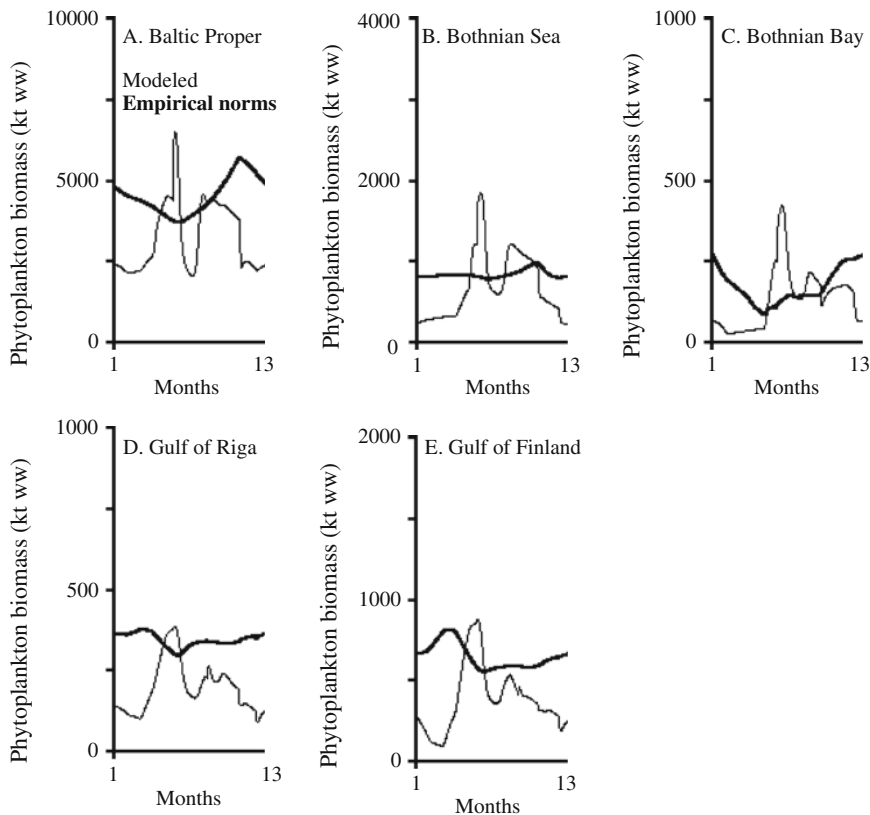 A. Baltic Proper
Modeled
Empirical norms
Phytoplankton biomass (kt ww)
10000
5000
0
1
13
Months
B. Bothnian Sea
Phytoplankton biomass (kt ww)
4000
2000
0
1
13
Months
C. Bothnian Bay
Phytoplankton biomass (kt ww)
1000
500
0
1
13
Months
D. Gulf of Riga
Phytoplankton biomass (kt ww)
1000
500
0
1
13
Months
E. Gulf of Finland
Phytoplankton biomass (kt ww)
2000
1000
0
1
13
Months